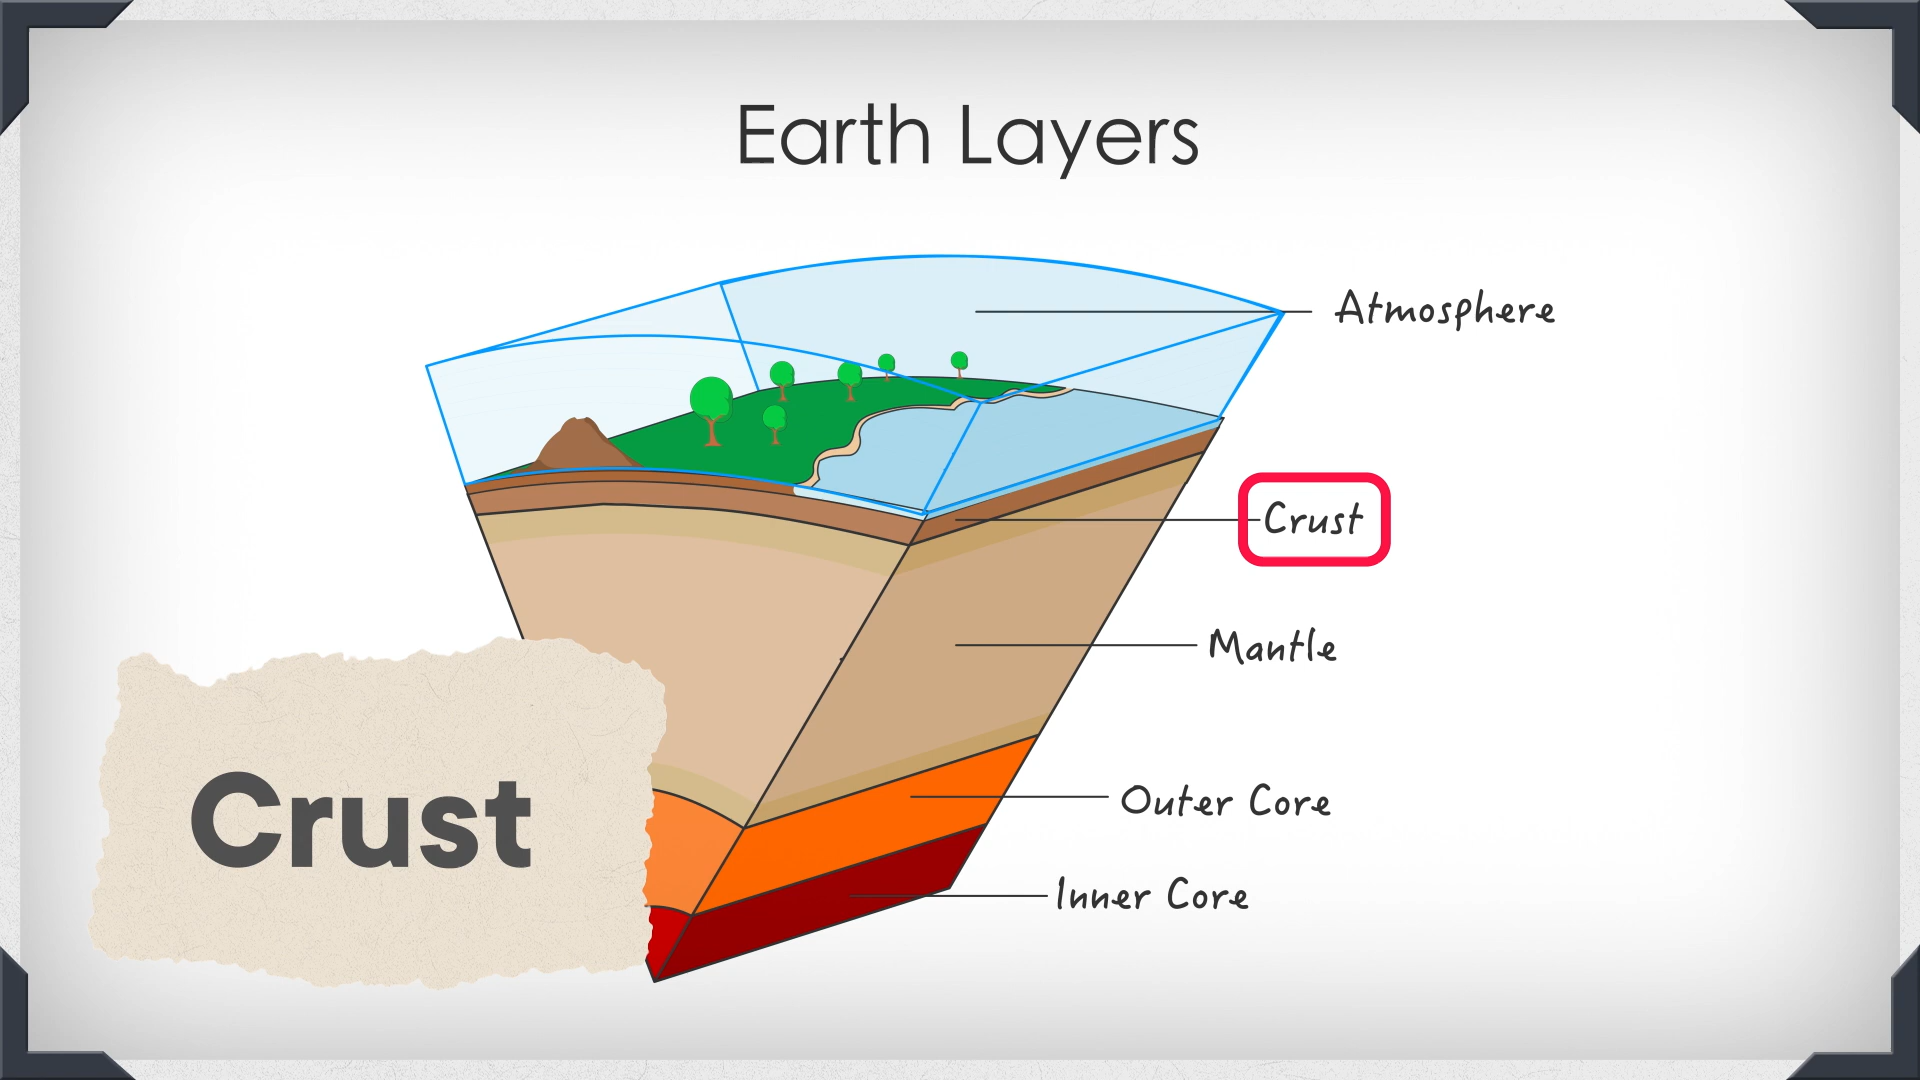 Earth Layers
Atmosphere
Crust
Mantle
Outer Core
Inner Core
Crust